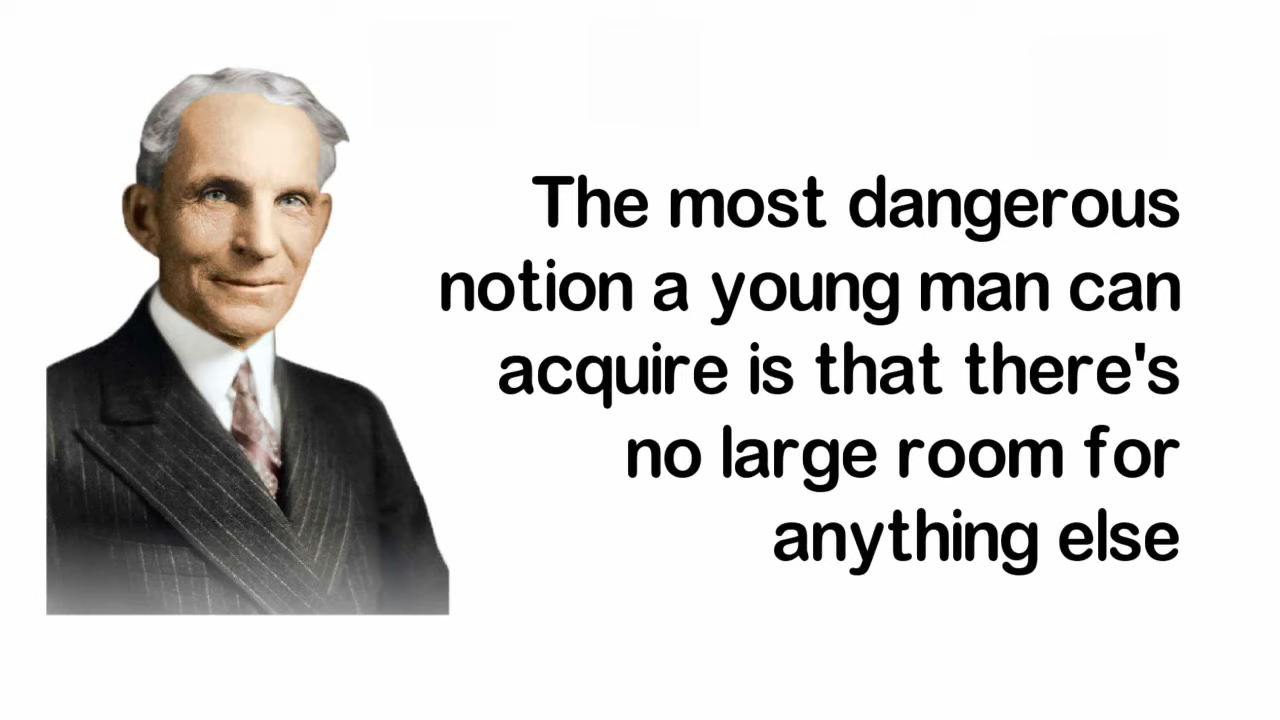 The most dangerous
notion a young man can
acquire is that there's
no large room for
anything else